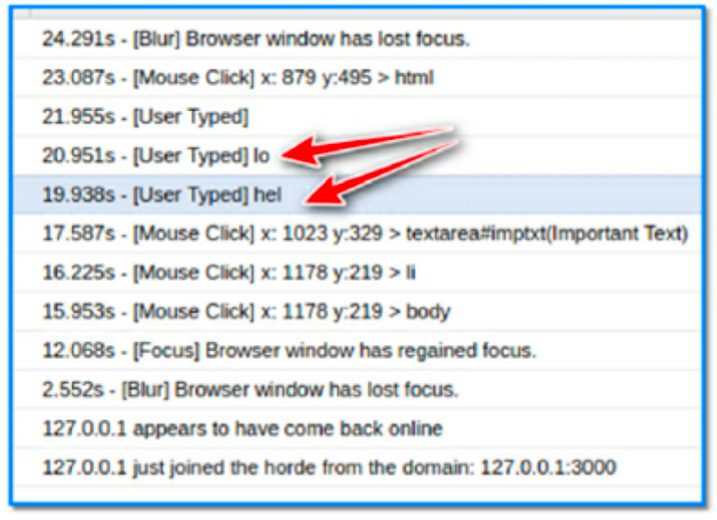 24.291s - [Blur] Browser window has lost focus.
23.087s - [Mouse Click] x: 879 y:495 > html
21.955s - [User Typed]
20.951s - [User Typed] lo
19.938s - [User Typed] hel
17.587s - [Mouse Click] x: 1023 y:329 > textarea#imptxt(Important Text)
16.225s - [Mouse Click] x: 1178 y:219 > li
15.953s - [Mouse Click] x: 1178 y:219 > body
12.068s - [Focus] Browser window has regained focus.
2.552s - [Blur] Browser window has lost focus.
127.0.0.1 appears to have come back online
127.0.0.1 just joined the horde from the domain: 127.0.0.1:3000